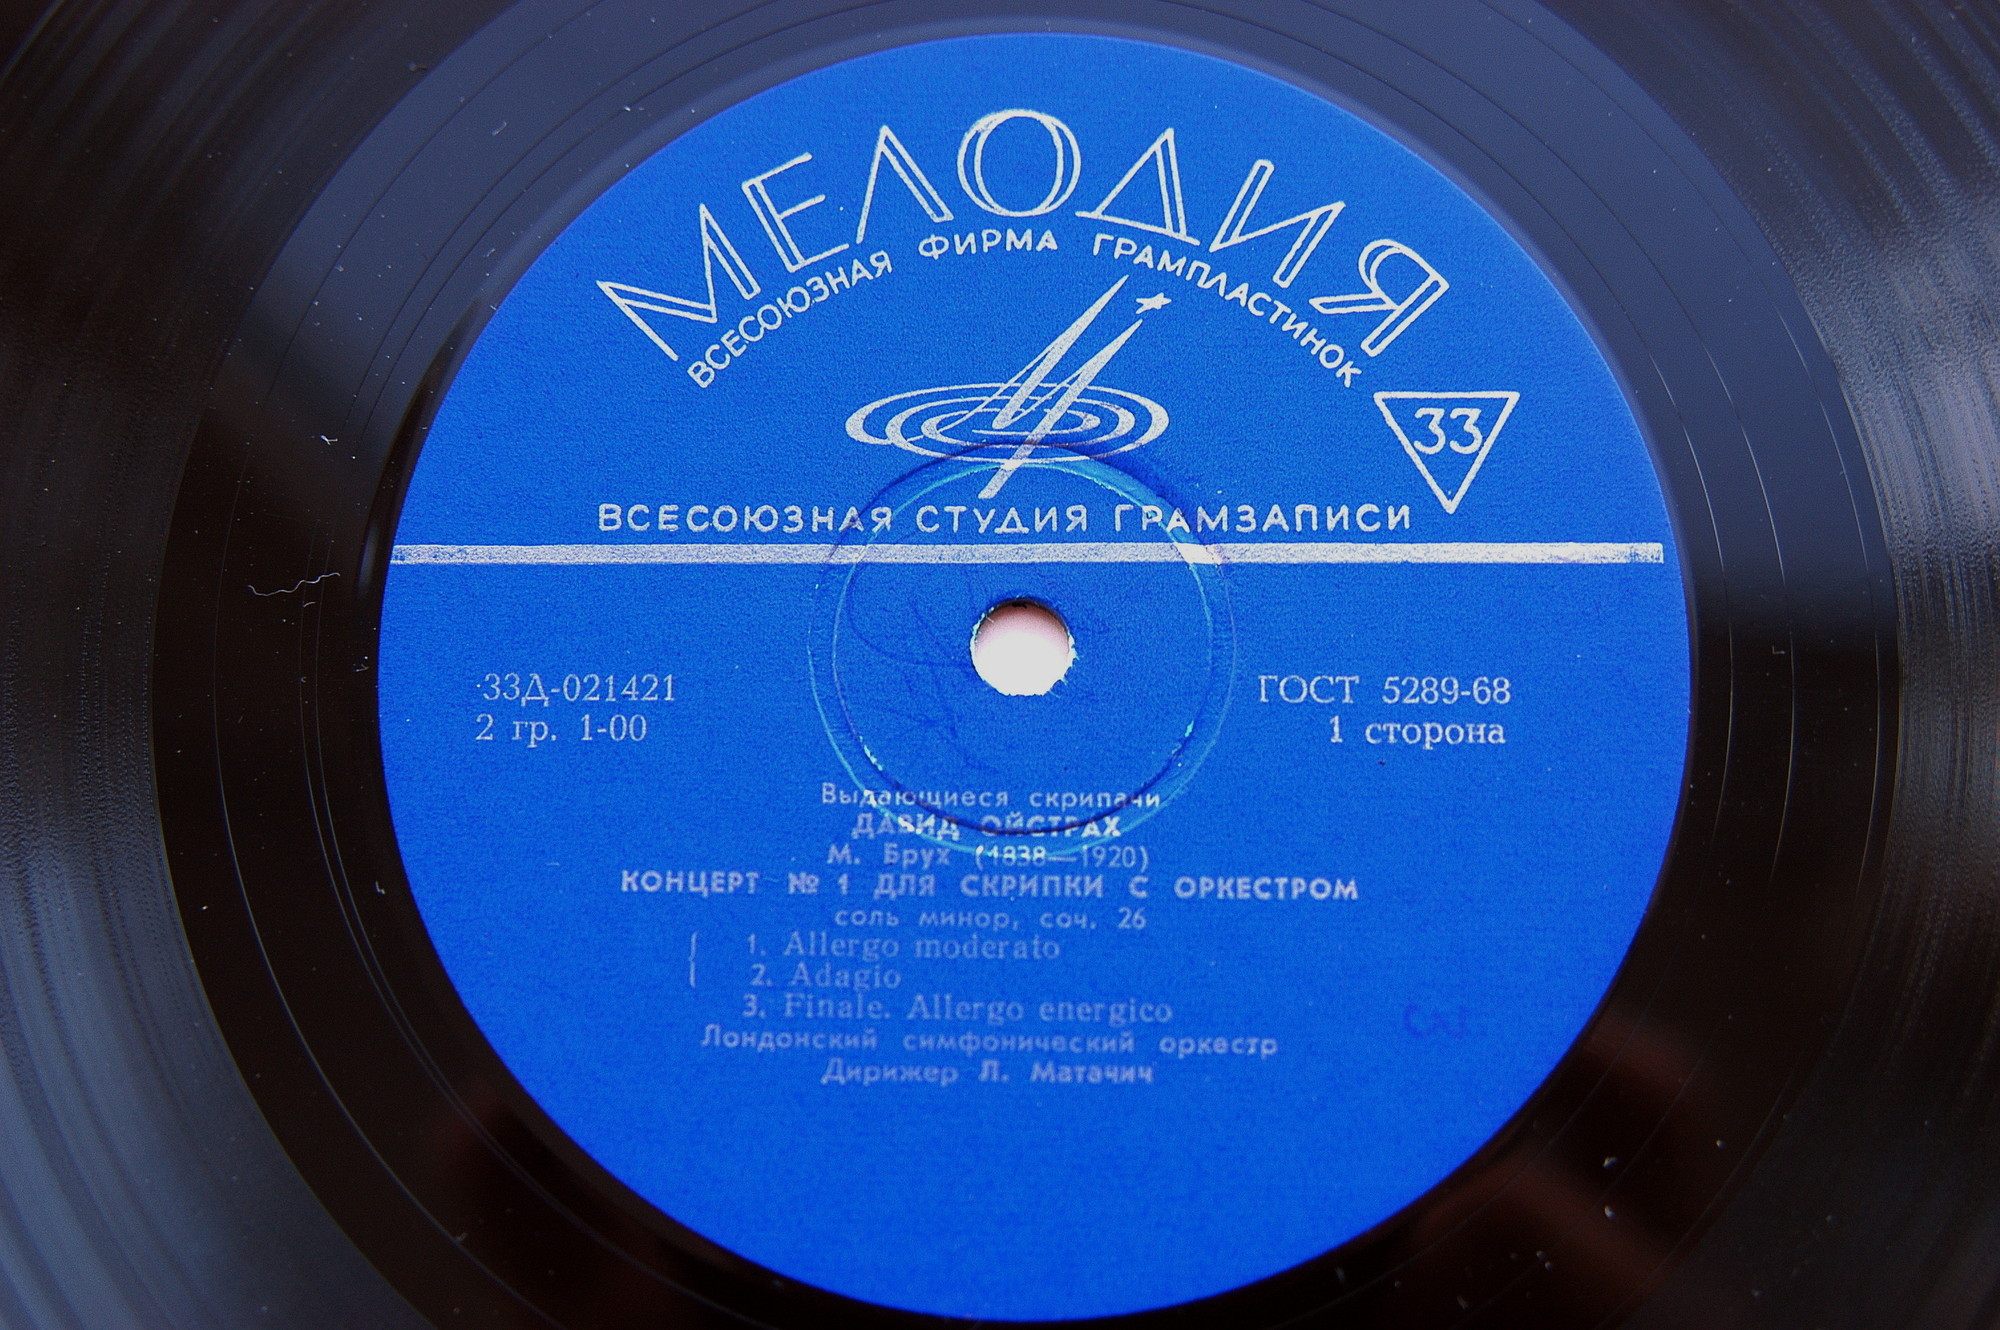 МЕЛОДИЯ
ВСЕСОЮЗНАЯ ФИРМА ГРАМПЛАСТИНОК
33
ВСЕСОЮЗНАЯ СТУДИЯ ГРАМЗАПИСИ
33Д-021421
2 гр. 1-00
ГОСТ 5289-68
1 сторона
Выдающиеся скрипачи
ДАВИД ОЙСТРАХ
М. Брух (1838—1920)
КОНЦЕРТ № 1 ДЛЯ СКРИПКИ С ОРКЕСТРОМ
соль минор, соч. 26
1. Allergo moderato
2. Adagio
3. Finale. Allergo energico
Лондонский симфонический оркестр
Дирижер Л. Матачич